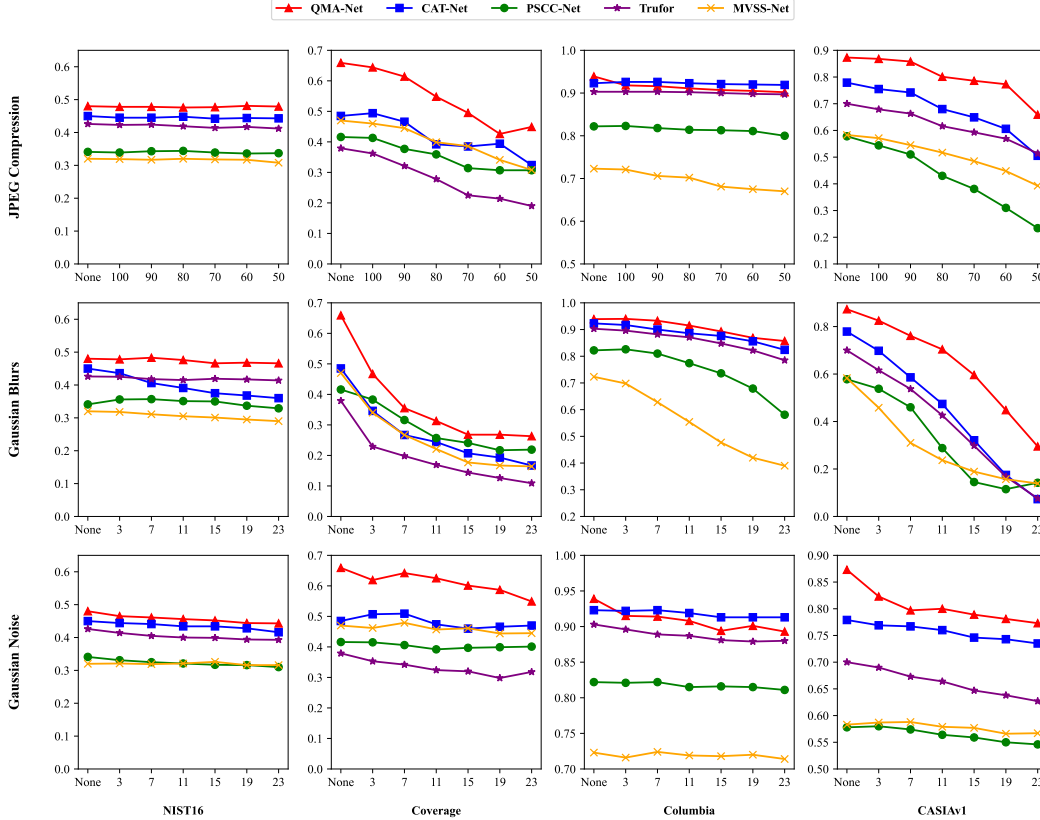 QMA-Net CAT-Net PSCC-Net Trufor MVSS-Net
JPEG Compression
0.6 0.5 0.4 0.3 0.2 0.1 0.0
None 100 90 80 70 60 50
0.7 0.6 0.5 0.4 0.3 0.2 0.1 0.0
None 100 90 80 70 60 50
1.0 0.9 0.8 0.7 0.6 0.5
None 100 90 80 70 60 50
0.9 0.8 0.7 0.6 0.5 0.4 0.3 0.2 0.1
None 100 90 80 70 60 50
Gaussian Blurs
0.6 0.5 0.4 0.3 0.2 0.1 0.0
None 3 7 11 15 19 23
0.7 0.6 0.5 0.4 0.3 0.2 0.1 0.0
None 3 7 11 15 19 23
1.0 0.9 0.8 0.7 0.6 0.5 0.4 0.3 0.2
None 3 7 11 15 19 23
0.8 0.6 0.4 0.2 0.0
None 3 7 11 15 19 23
Gaussian Noise
0.6 0.5 0.4 0.3 0.2 0.1 0.0
None 3 7 11 15 19 23
0.7 0.6 0.5 0.4 0.3 0.2 0.1 0.0
None 3 7 11 15 19 23
1.00 0.95 0.90 0.85 0.80 0.75 0.70
None 3 7 11 15 19 23
0.90 0.85 0.80 0.75 0.70 0.65 0.60 0.55 0.50
None 3 7 11 15 19 23
NIST16 Coverage Columbia CASIAv1